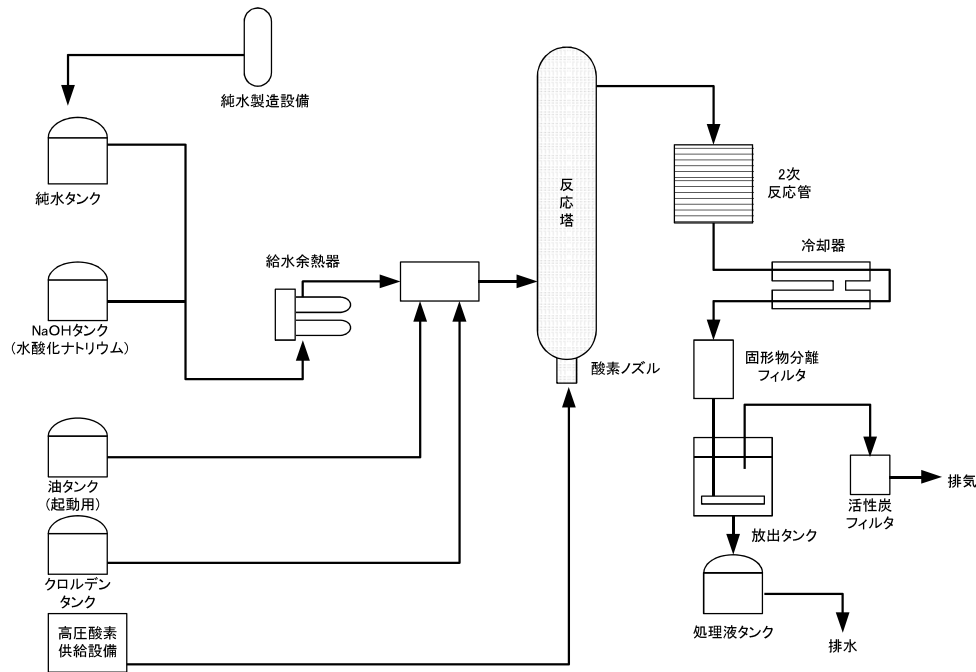 純水製造設備
純水タンク
NaOHタンク
(水酸化ナトリウム)
給水余熱器
油タンク
(起動用)
クロルデン
タンク
高圧酸素
供給設備
反
応
塔
酸素ノズル
2次
反応管
冷却器
固形物分離
フィルタ
放出タンク
活性炭
フィルタ
排気
処理液タンク
排水